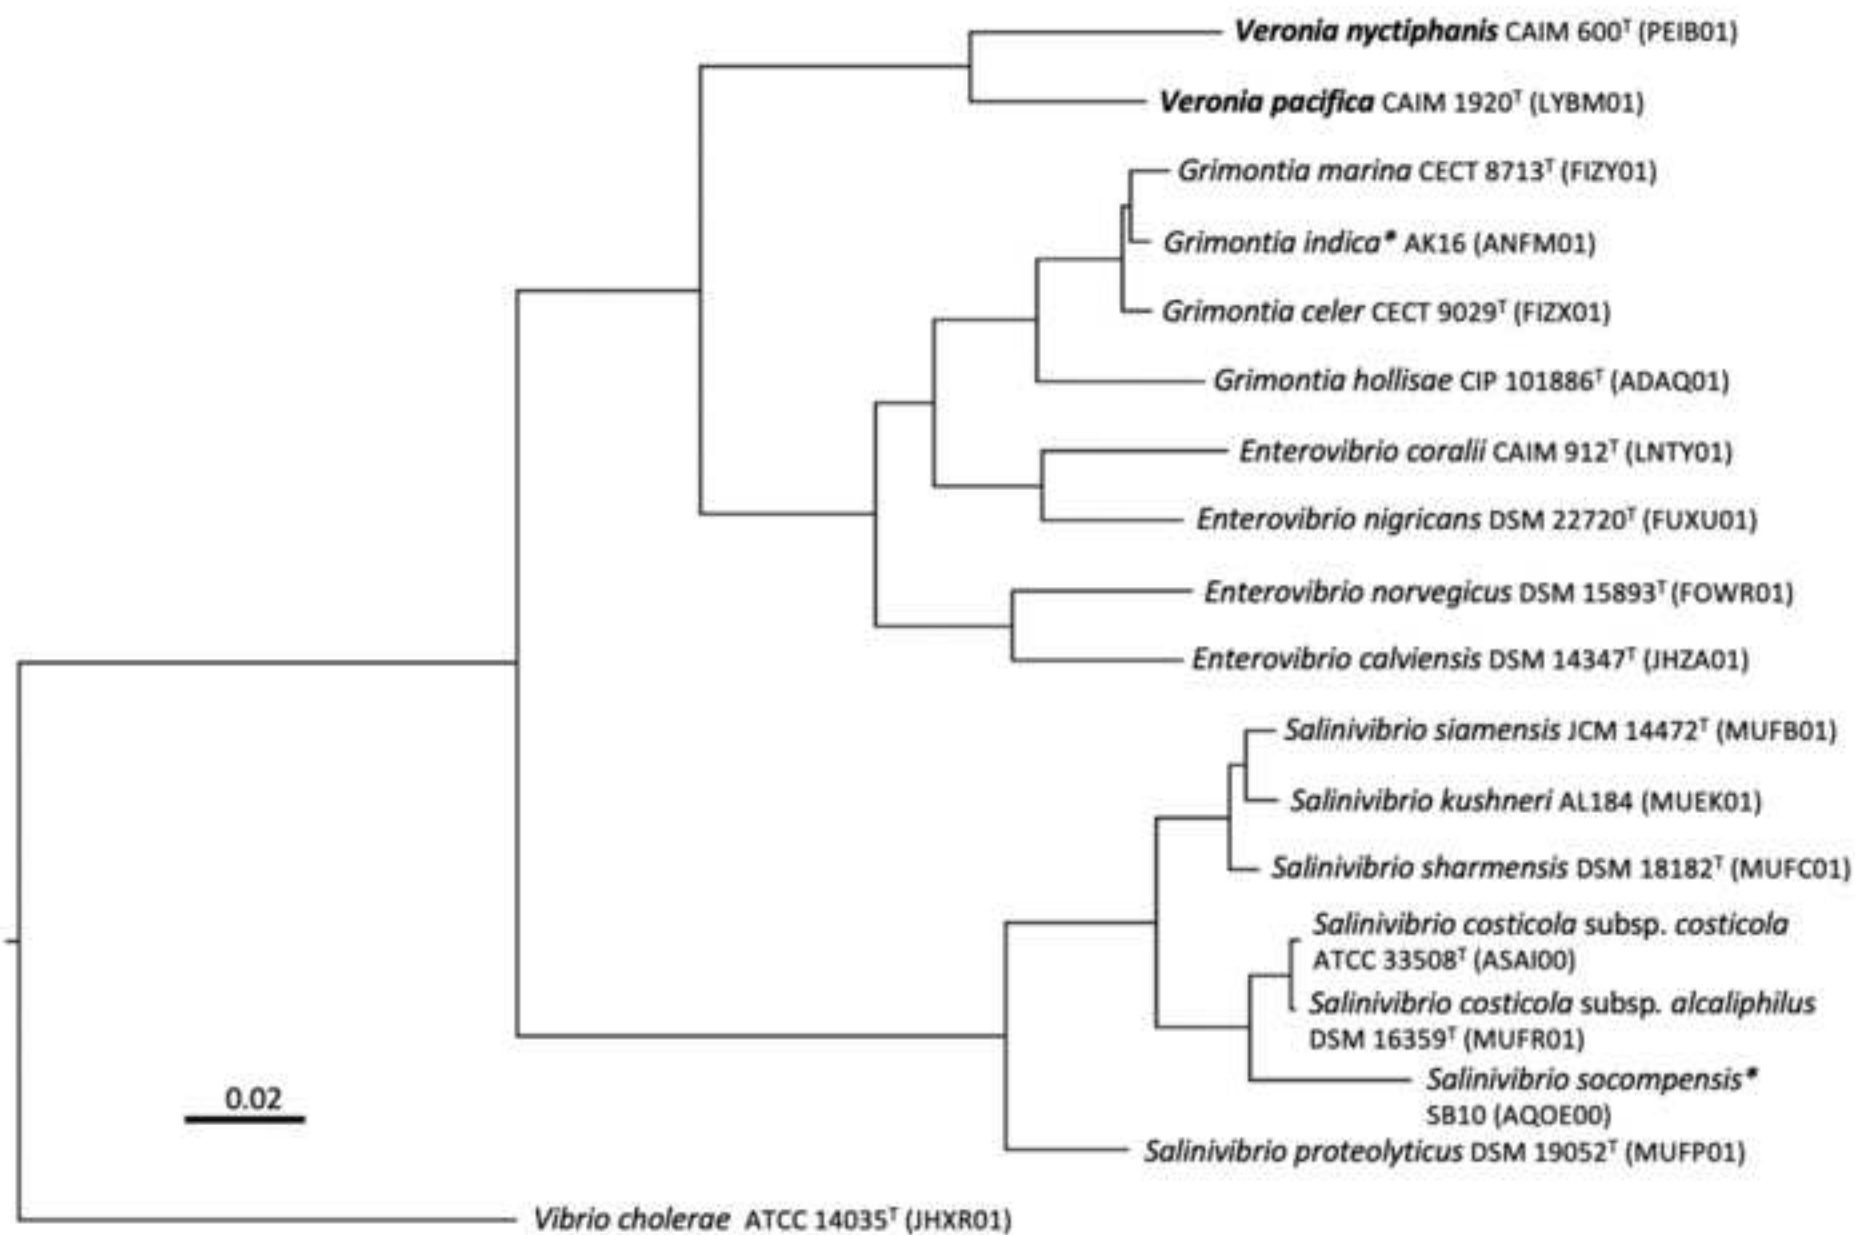 Veronia nyctiphanis CAIM 600ᵀ (PEIB01)
Veronia pacifica CAIM 1920ᵀ (LYBM01)
Grimontia marina CECT 8713ᵀ (FIZY01)
Grimontia indica* AK16 (ANFM01)
Grimontia celer CECT 9029ᵀ (FIZX01)
Grimontia hollisae CIP 101886ᵀ (ADAQ01)
Enterovibrio coralii CAIM 912ᵀ (LNTY01)
Enterovibrio nigricans DSM 22720ᵀ (FUXU01)
Enterovibrio norvegicus DSM 15893ᵀ (FOWR01)
Enterovibrio calviensis DSM 14347ᵀ (JHZA01)
Salinivibrio siamensis JCM 14472ᵀ (MUFB01)
Salinivibrio kushneri AL184 (MUEK01)
Salinivibrio sharmensis DSM 18182ᵀ (MUFC01)
Salinivibrio costicola subsp. costicola
ATCC 33508ᵀ (ASAI00)
Salinivibrio costicola subsp. alcaliphilus
DSM 16359ᵀ (MUFR01)
Salinivibrio socompensis*
SB10 (AQOE00)
Salinivibrio proteolyticus DSM 19052ᵀ (MUFP01)
0.02
Vibrio cholerae ATCC 14035ᵀ (JHXR01)